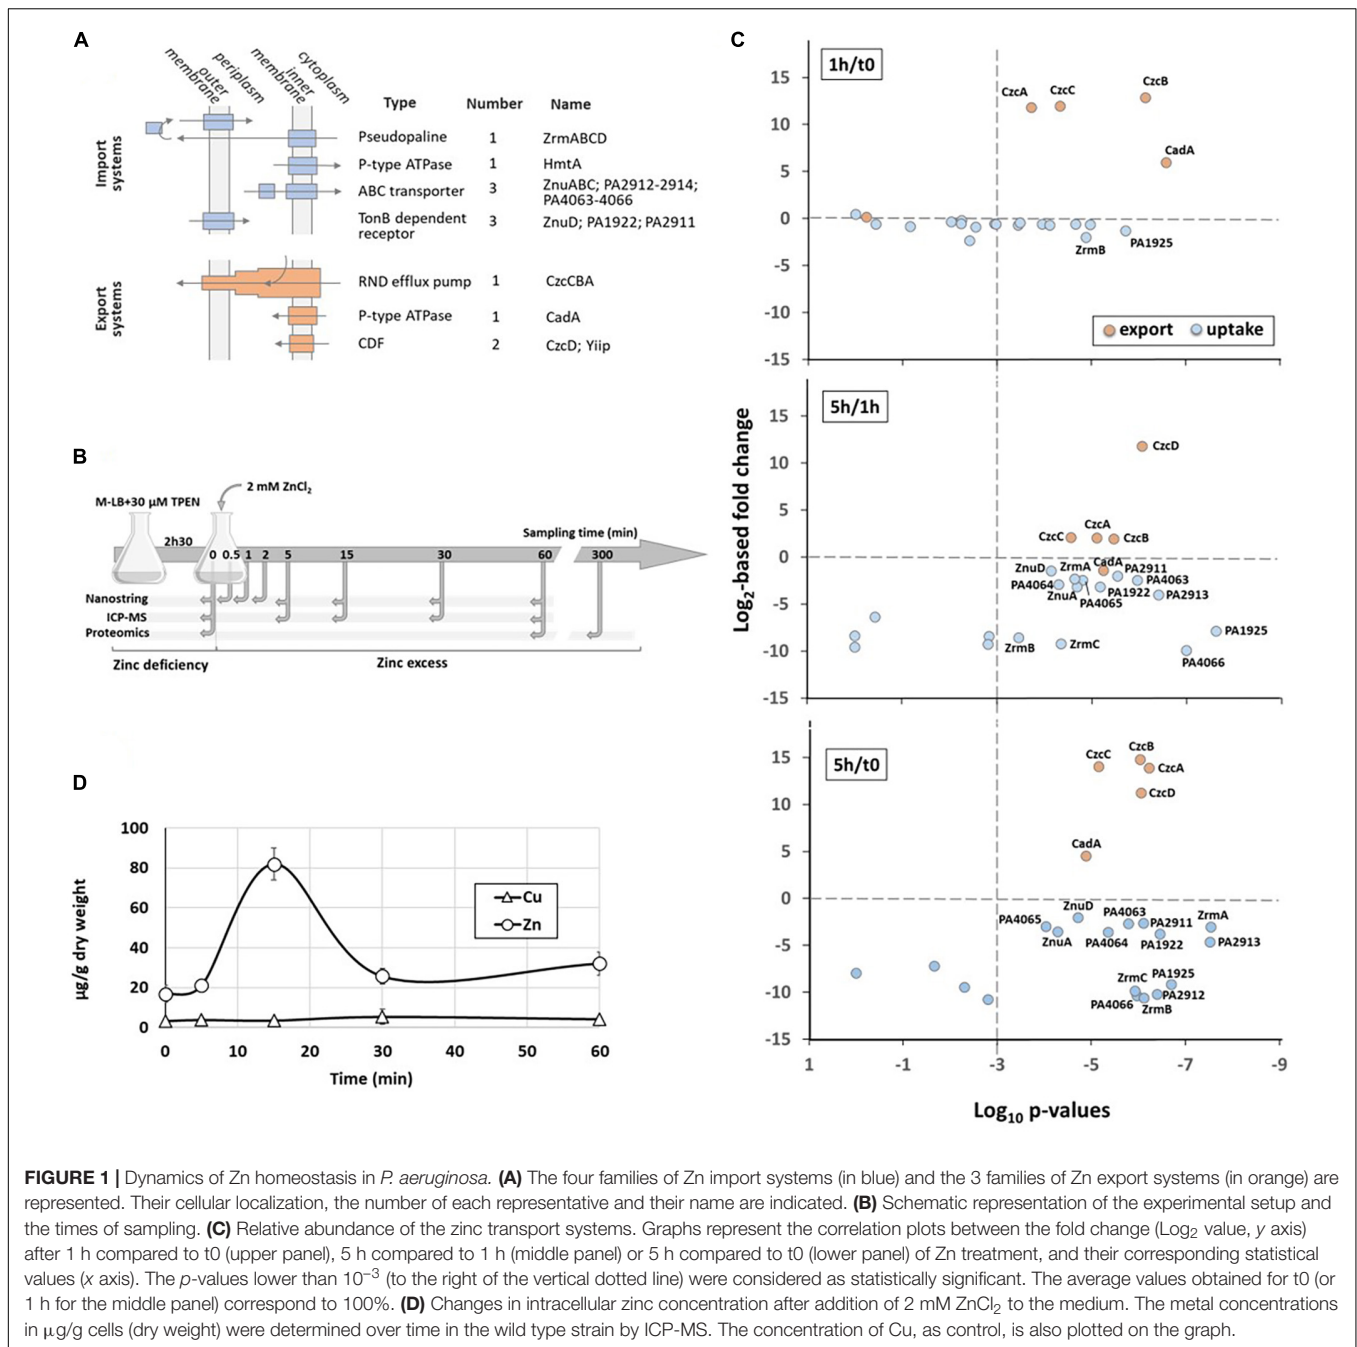 A
outer membrane
periplasm
inner membrane
cytoplasm
Type Number Name
Import systems
Pseudopaline 1 ZrmABCD
P-type ATPase 1 HmtA
ABC transporter 3 ZnuABC; PA2912-2914;
PA4063-4066
TonB dependent
receptor 3 ZnuD; PA1922; PA2911
Export systems
RND efflux pump 1 CzcCBA
P-type ATPase 1 CadA
CDF 2 CzcD; Yiip
B
M-LB+30 µM TPEN
2 mM ZnCl2
2h30
Sampling time (min)
0 0.5 1 2 5 15 30 60 300
Nanostring
ICP-MS
Proteomics
Zinc deficiency
Zinc excess
C
Log2-based fold change
1h/t0
15
10
5
0
-5
-10
-15
CzcA
CzcC
CzcB
CadA
ZrmB
PA1925
export uptake
5h/1h
15
10
5
0
-5
-10
-15
CzcD
CzcC
CzcA
CzcB
ZnuD
ZrmA
CadA
PA2911
PA4064
PA4063
ZnuA
PA4065
PA1922
PA2913
ZrmB
ZrmC
PA1925
PA4066
5h/t0
15
10
5
0
-5
-10
-15
CzcC
CzcB
CzcA
CzcD
CadA
ZnuD
PA4065
PA4063
ZrmA
PA2911
ZnuA
PA4064
PA1922
PA2913
ZrmC
PA1925
PA2912
PA4066
ZrmB
1 -1 -3 -5 -7 -9
Log10 p-values
D
µg/g dry weight
100
80
60
40
20
0
Cu
Zn
0 10 20 30 40 50 60
Time (min)
FIGURE 1 | Dynamics of Zn homeostasis in P. aeruginosa. (A) The four families of Zn import systems (in blue) and the 3 families of Zn export systems (in orange) are
represented. Their cellular localization, the number of each representative and their name are indicated. (B) Schematic representation of the experimental setup and
the times of sampling. (C) Relative abundance of the zinc transport systems. Graphs represent the correlation plots between the fold change (Log2 value, y axis)
after 1 h compared to t0 (upper panel), 5 h compared to 1 h (middle panel) or 5 h compared to t0 (lower panel) of Zn treatment, and their corresponding statistical
values (x axis). The p-values lower than 10−3 (to the right of the vertical dotted line) were considered as statistically significant. The average values obtained for t0 (or
1 h for the middle panel) correspond to 100%. (D) Changes in intracellular zinc concentration after addition of 2 mM ZnCl2 to the medium. The metal concentrations
in µg/g cells (dry weight) were determined over time in the wild type strain by ICP-MS. The concentration of Cu, as control, is also plotted on the graph.